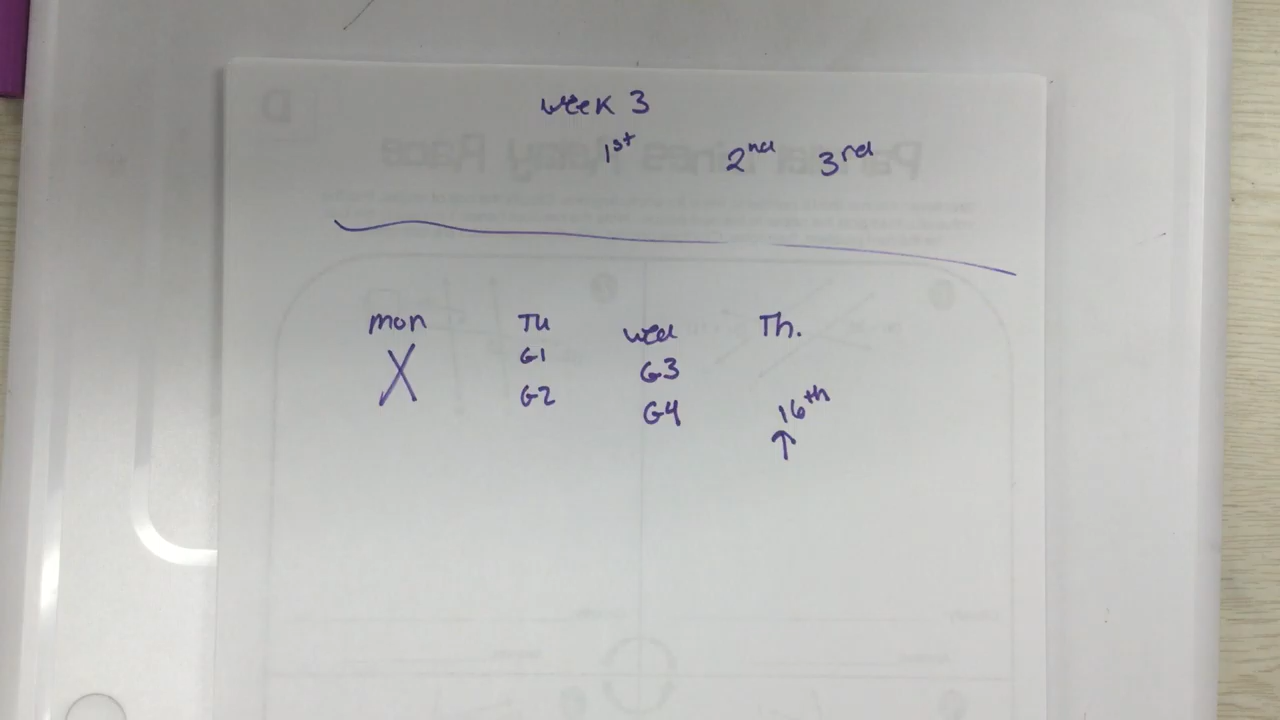 week 3
1st 2nd 3rd
mon Tu wed Th.
X G1 G3
G2 G4 16th
↑